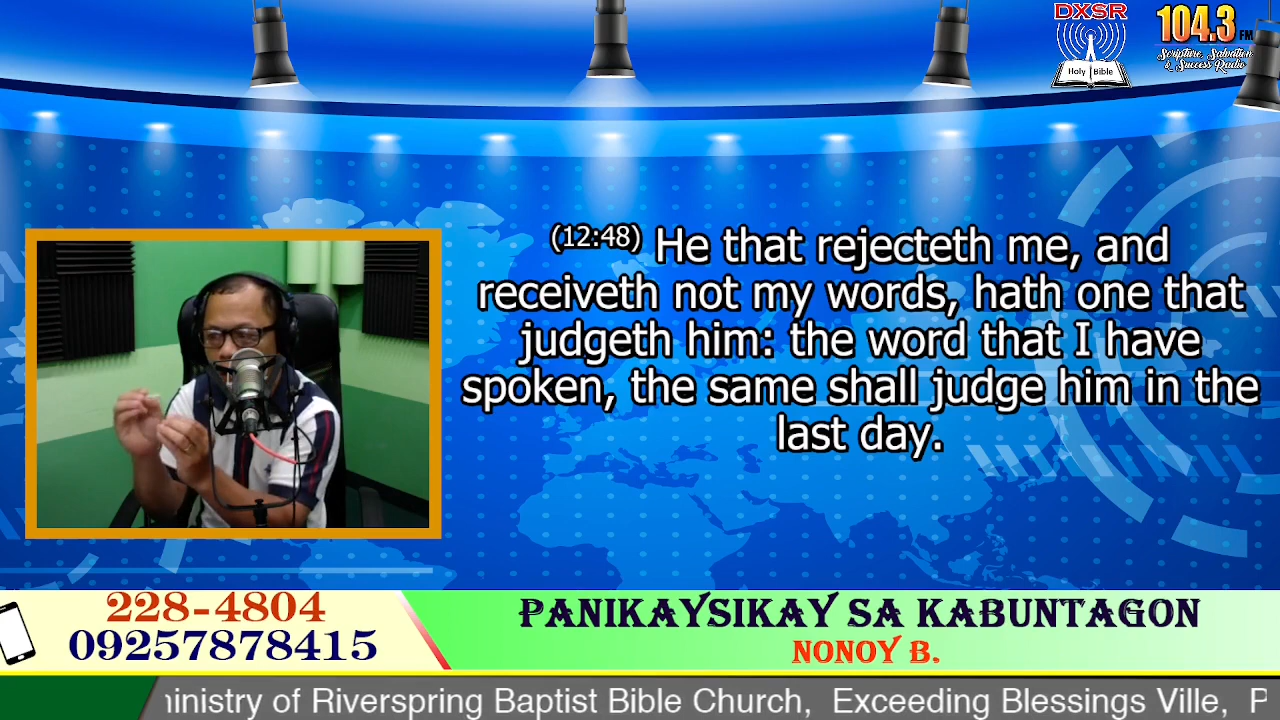 DXSR
104.3 FM
Holy Bible
Scripture, Salvation
& Success Radio
(12:48) He that rejecteth me, and
receiveth not my words, hath one that
judgeth him: the word that I have
spoken, the same shall judge him in the
last day.
228-4804
09257878415
PANIKAYSIKAY SA KABUNTAGON
NONOY B.
inistry of Riverspring Baptist Bible Church, Exceeding Blessings Ville, P